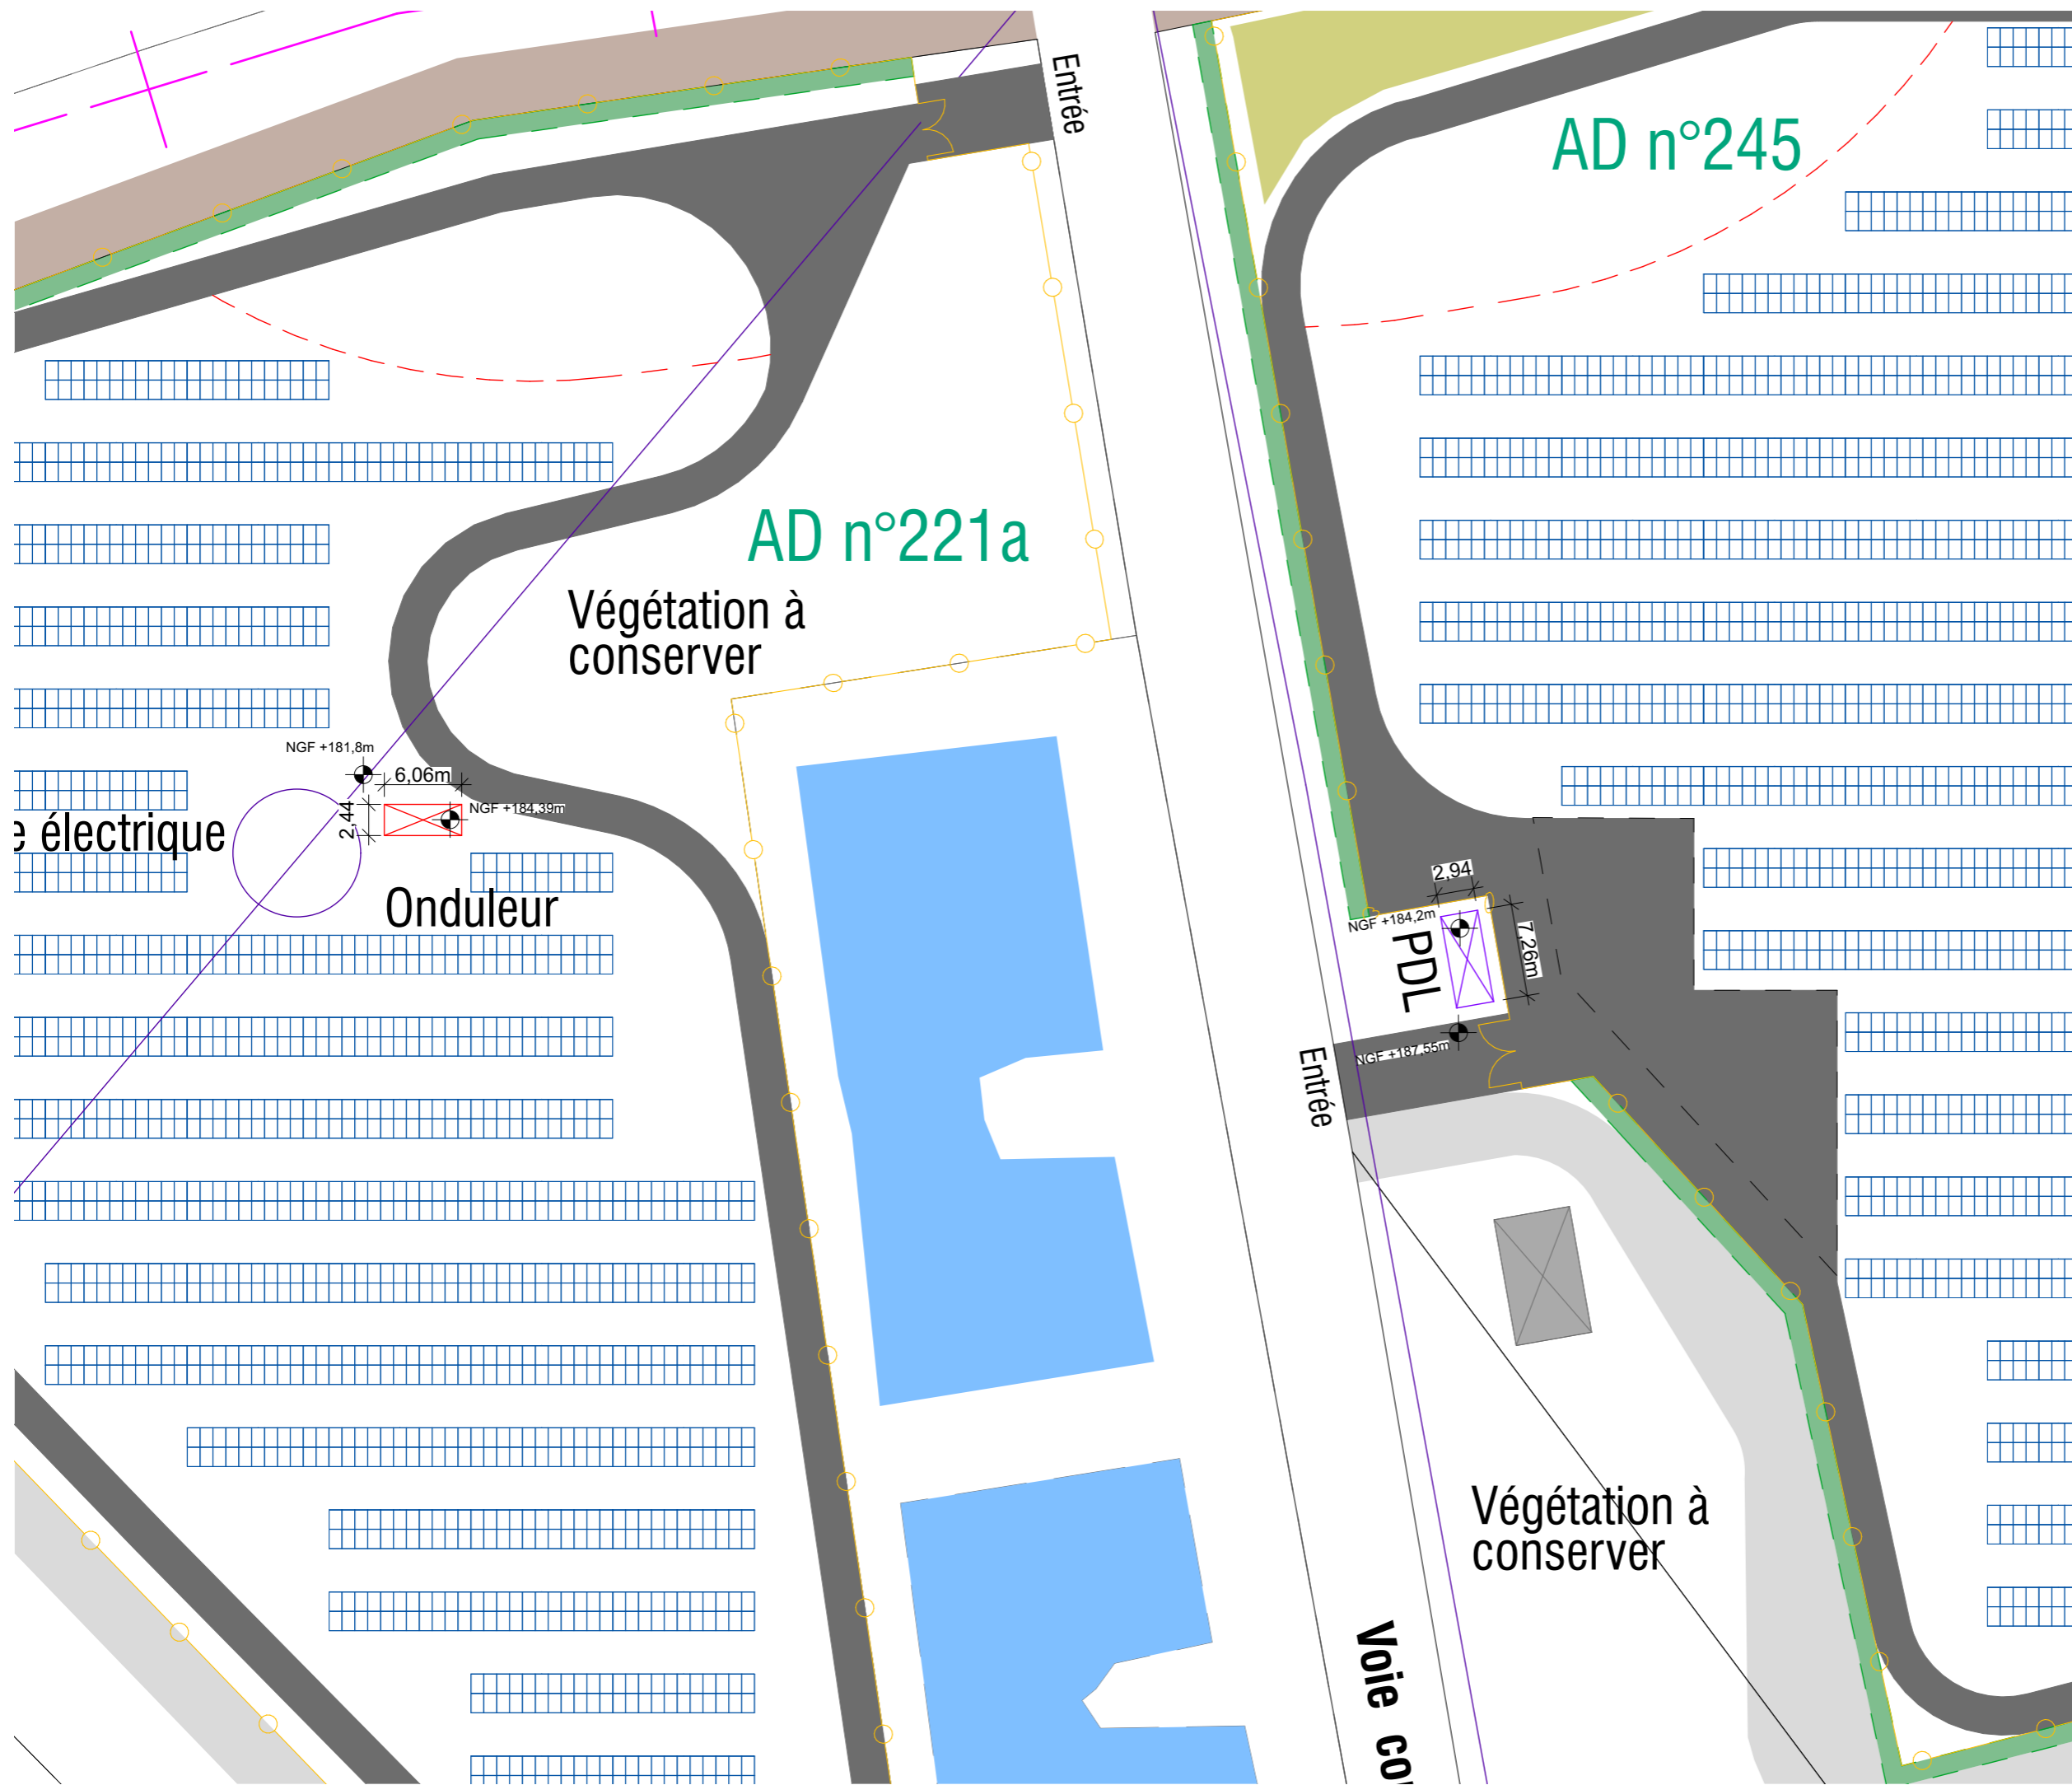 Entrée
AD n°245
AD n°221a
Végétation à
conserver
NGF +181,8m
6,06m
2,44
NGF +184,39m
e électrique
Onduleur
2,94
NGF +184,2m
7,26m
PDL
NGF +187,55m
Entrée
Végétation à
conserver
Voie co